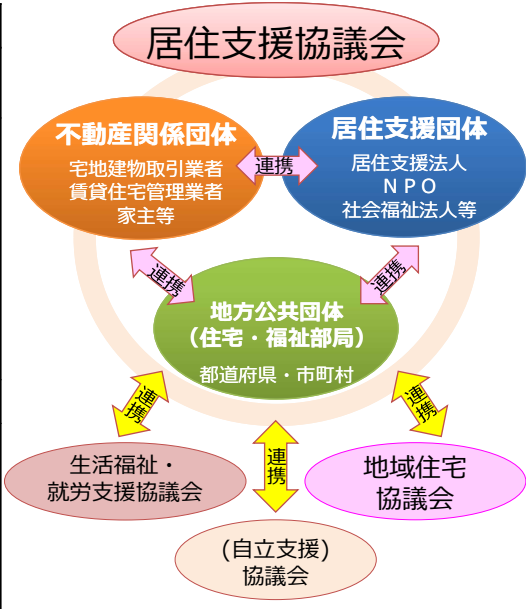 居住支援協議会
不動産関係団体
宅地建物取引業者
賃貸住宅管理業者
家主等
連携
居住支援団体
居住支援法人
ＮＰＯ
社会福祉法人等
連携
連携
地方公共団体
（住宅・福祉部局）
都道府県・市町村
連携
連携
連携
生活福祉・
就労支援協議会
(自立支援)
協議会
地域住宅
協議会